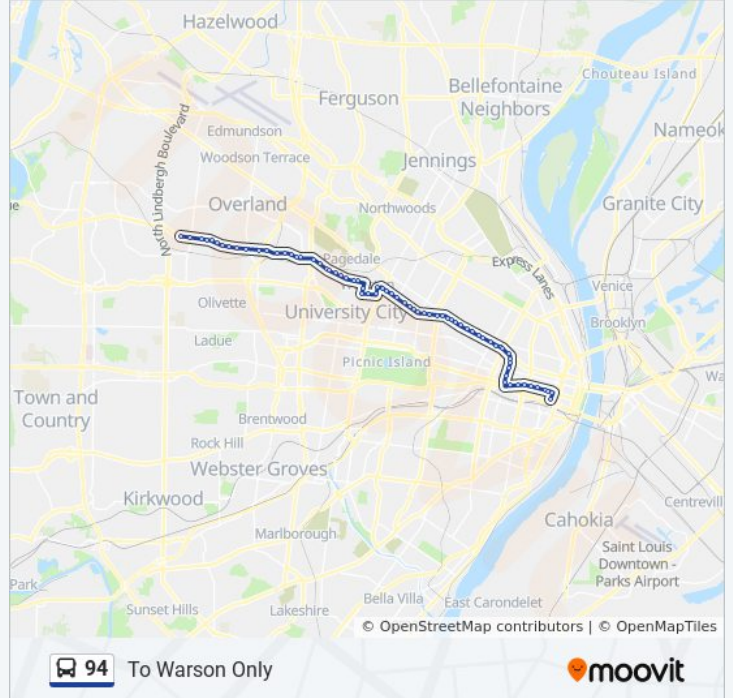 Hazelwood
Chouteau Island
Bellefontaine
Neighbors
Ferguson
North Lindbergh Boulevard
Edmundson
Woodson Terrace
Nameok
Jennings
Overland
Northwoods
Granite City
ue
Pagedale
Express Lanes
Venice
Olivette
University City
Brooklyn
Ladue
Picnic Island
Wa
Town and
Country
Brentwood
Rock Hill
Webster Groves
Kirkwood
Centrevill
Cahokia
Marlborough
Saint Louis
Downtown -
Parks Airport
Park
Bella Villa
East Carondelet
Sunset Hills
Lakeshire
© OpenStreetMap contributors | © OpenMapTiles
94 To Warson Only
moovit